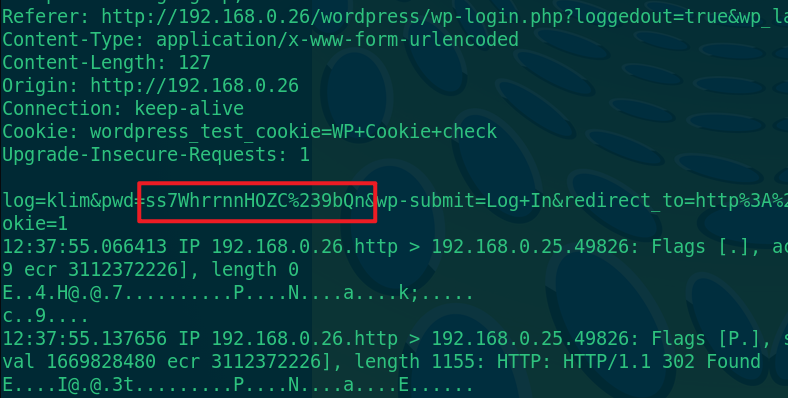 Referer: http://192.168.0.26/wordpress/wp-login.php?loggedout=true&wp_la
Content-Type: application/x-www-form-urlencoded
Content-Length: 127
Origin: http://192.168.0.26
Connection: keep-alive
Cookie: wordpress_test_cookie=WP+Cookie+check
Upgrade-Insecure-Requests: 1
log=klim&pwd=ss7WhrrnnHOZC%239bQn&wp-submit=Log+In&redirect_to=http%3A%2
okie=1
12:37:55.066413 IP 192.168.0.26.http > 192.168.0.25.49826: Flags [.], ac
9 ecr 3112372226], length 0
E..4.H@.@.7..........P....N....a....k;.....
c..9....
12:37:55.137656 IP 192.168.0.26.http > 192.168.0.25.49826: Flags [P.], s
val 1669828480 ecr 3112372226], length 1155: HTTP: HTTP/1.1 302 Found
E....I@.@.3t.........P....N....a....E......